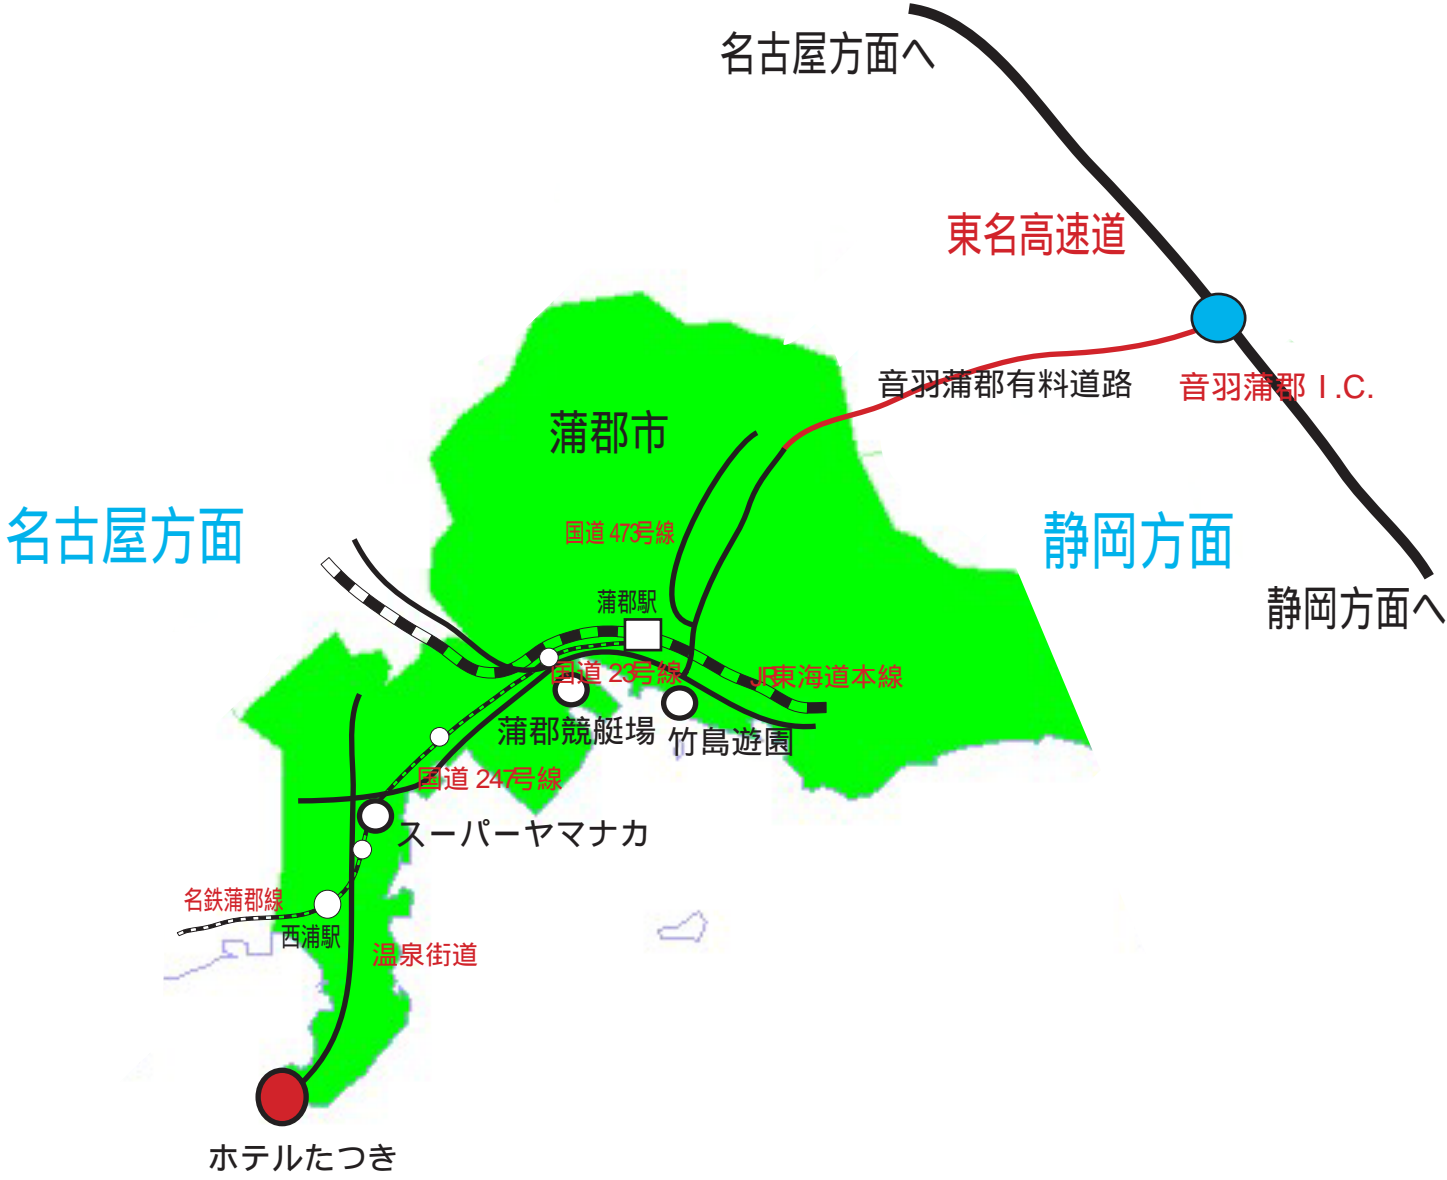 名古屋方面へ
東名高速道
音羽蒲郡有料道路
音羽蒲郡 I .C.
蒲郡市
名古屋方面
国道 473号線
静岡方面
蒲郡駅
静岡方面へ
国道 23号線
JR東海道本線
蒲郡競艇場
竹島遊園
国道 247号線
スーパーヤマナカ
名鉄蒲郡線
西浦駅
温泉街道
ホテルたつき